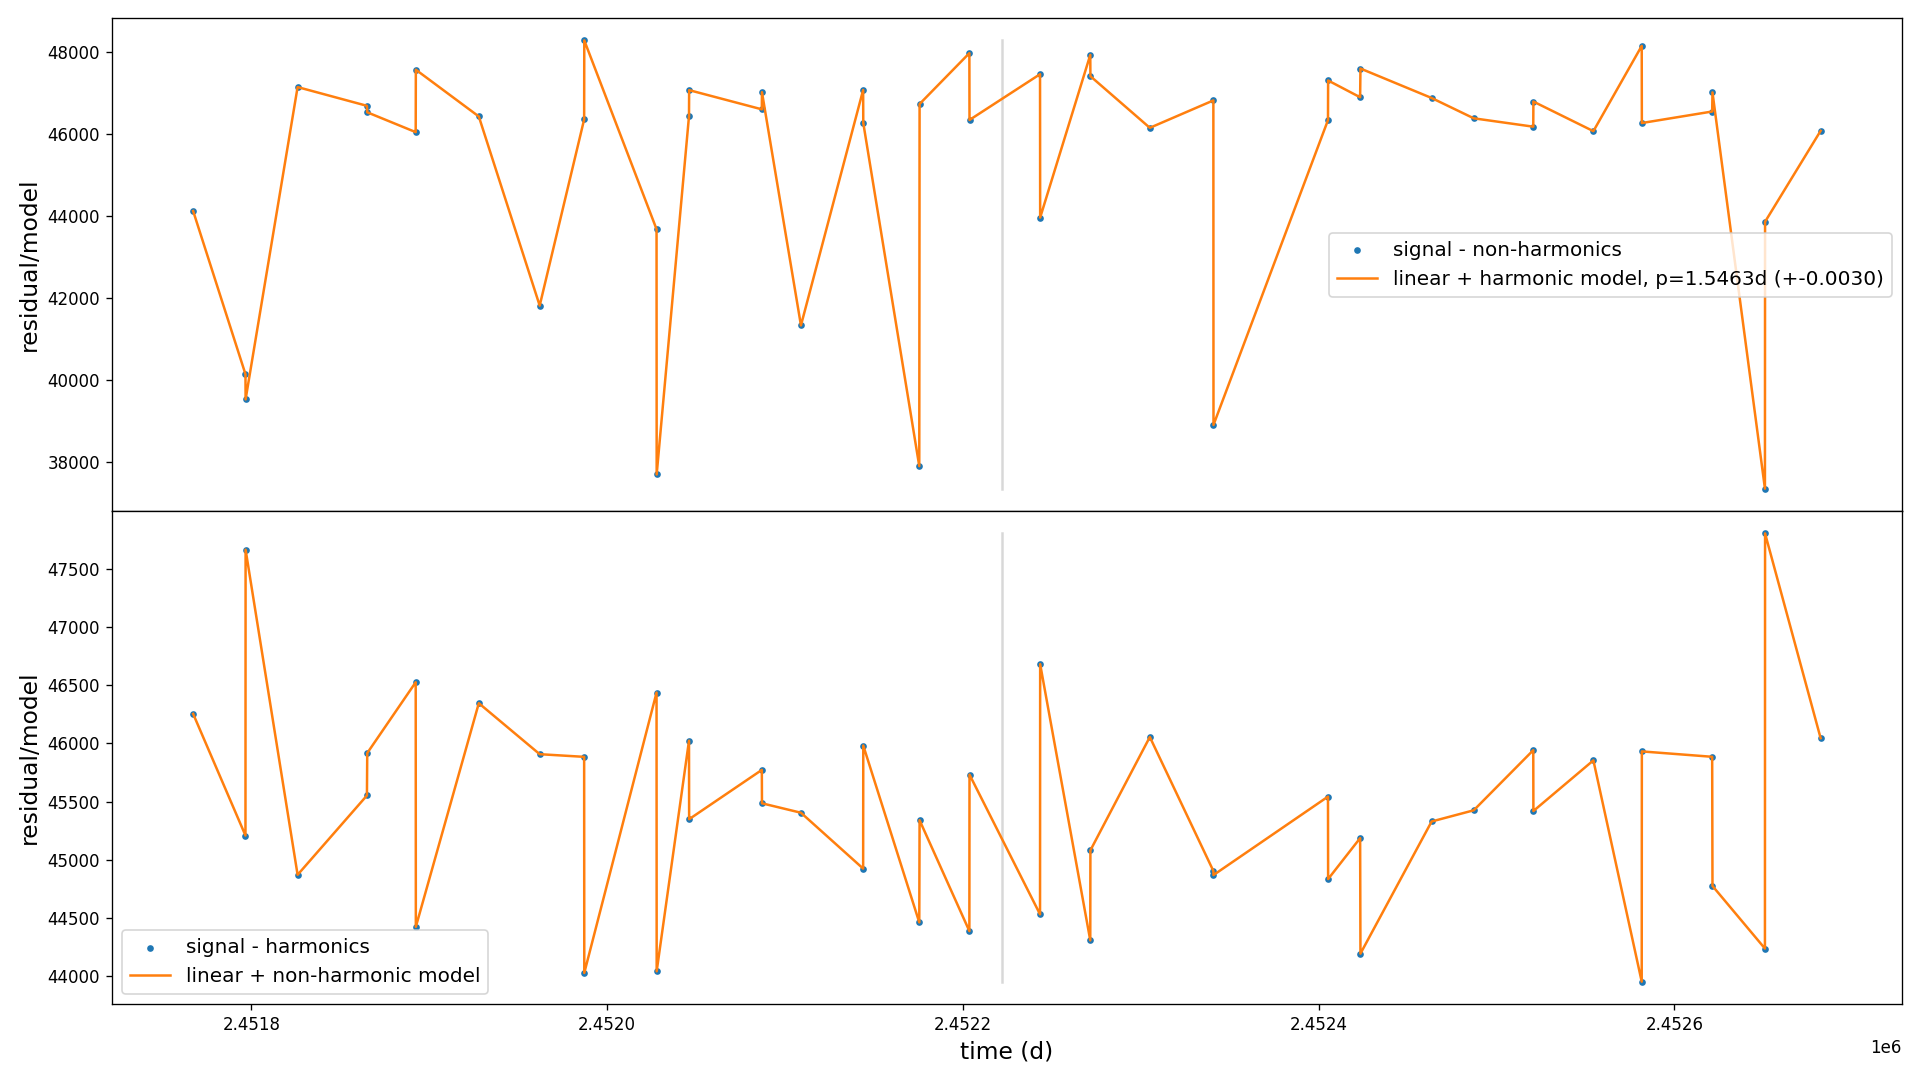 48000
46000
44000
42000
40000
38000
residual/model
signal - non-harmonics
linear + harmonic model, p=1.5463d (+-0.0030)
47500
47000
46500
46000
45500
45000
44500
44000
residual/model
signal - harmonics
linear + non-harmonic model
2.4518
2.4520
2.4522
2.4524
2.4526
1e6
time (d)